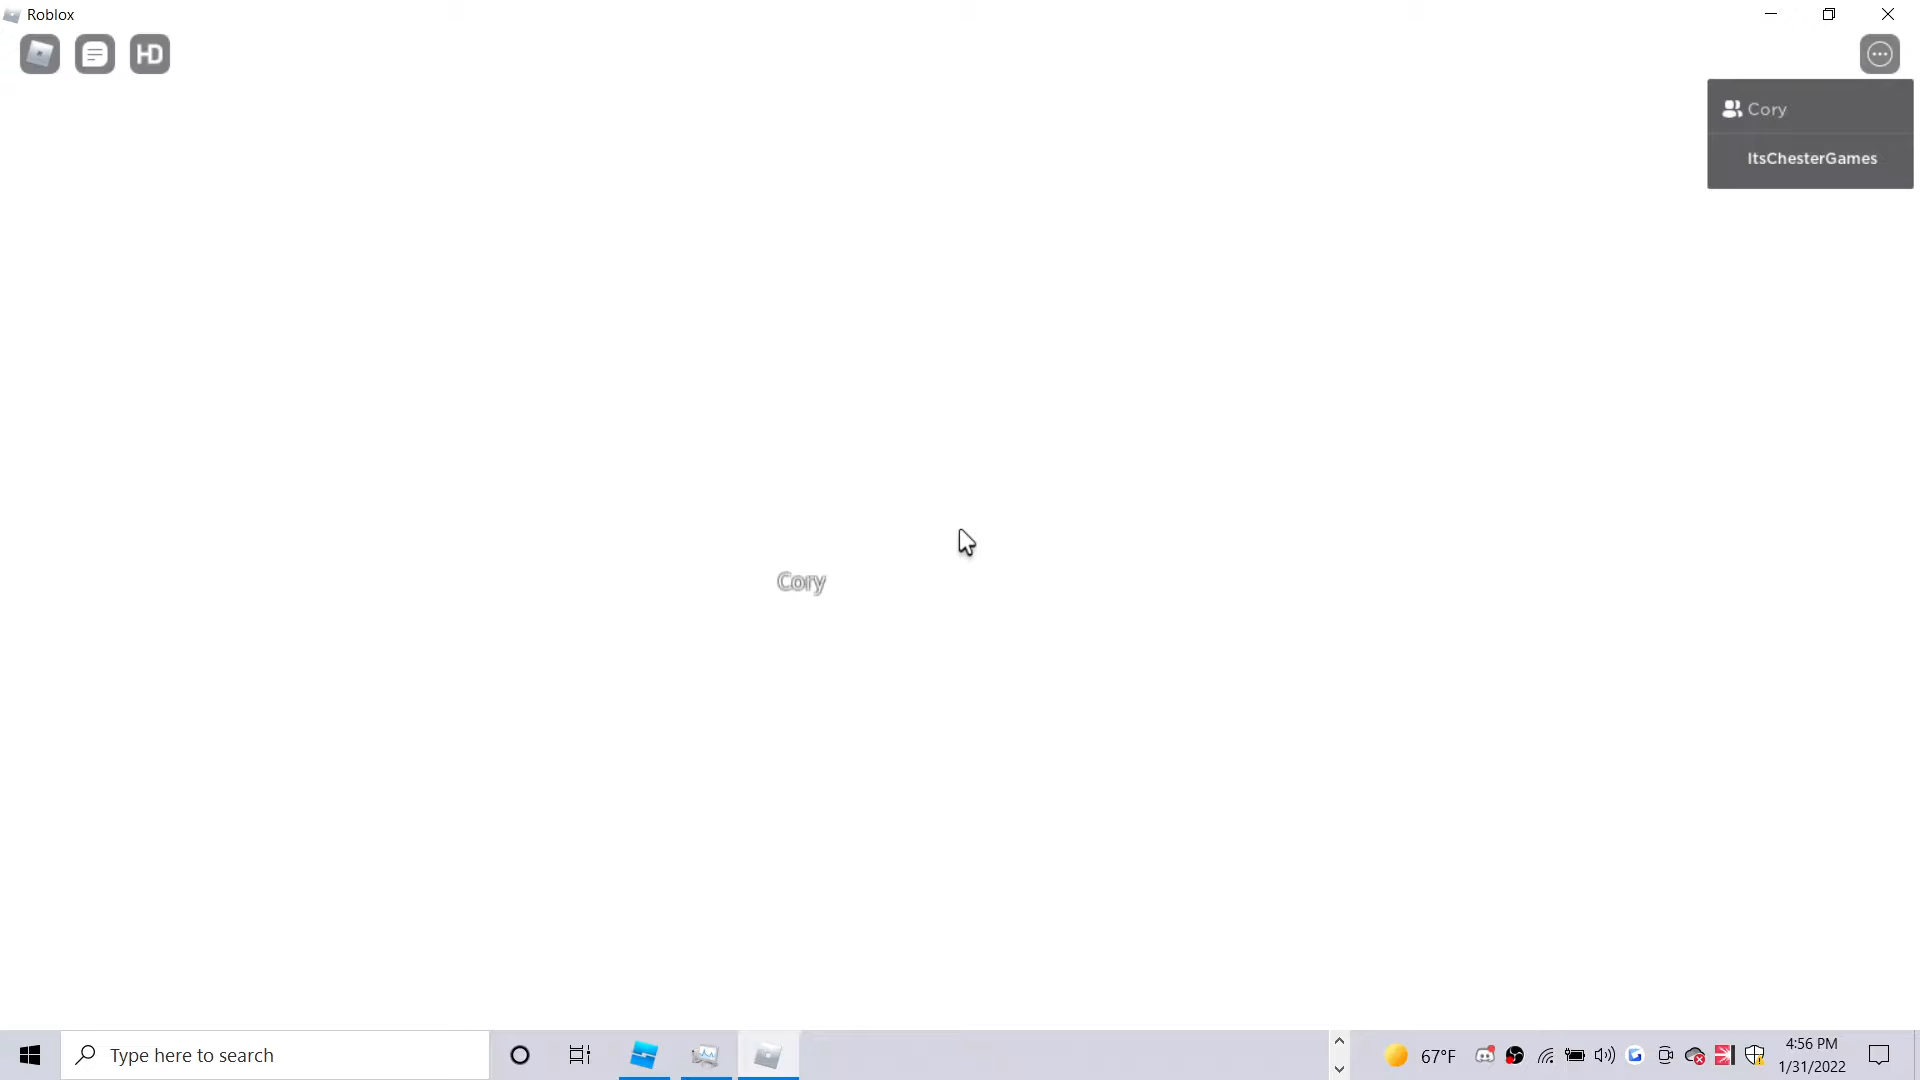 Roblox
HD
Cory
ItsChesterGames
Cory
Type here to search
67°F
4:56 PM
1/31/2022